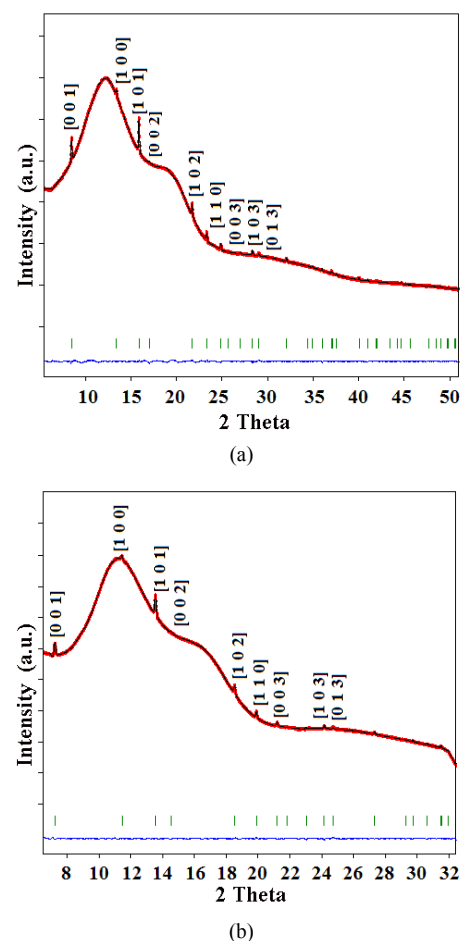 [0 0 1]
[1 0 0]
[1 0 1]
[0 0 2]
[1 0 2]
[1 1 0]
[0 0 3]
[1 0 3]
[0 1 3]
Intensity (a.u.)
10 15 20 25 30 35 40 45 50
2 Theta
(a)
[0 0 1]
[1 0 0]
[1 0 1]
[0 0 2]
[1 0 2]
[1 1 0]
[0 0 3]
[1 0 3]
[0 1 3]
Intensity (a.u.)
8 10 12 14 16 18 20 22 24 26 28 30 32
2 Theta
(b)